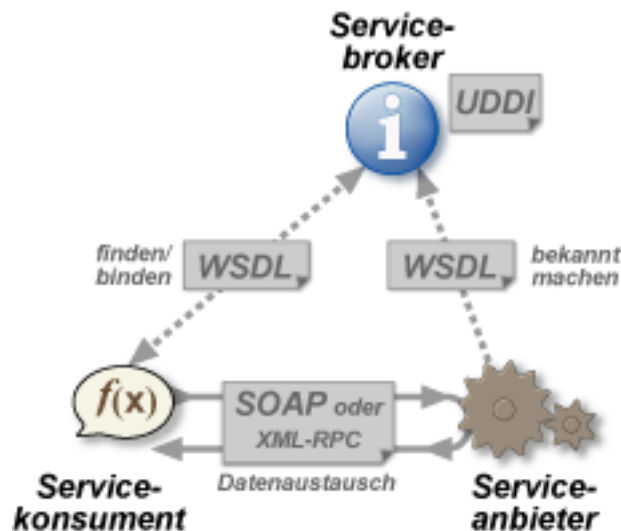 Service-
broker
i
UDDI
finden/
binden
WSDL
WSDL
bekannt
machen
f(x)
SOAP oder
XML-RPC
Datenaustausch
Service-
konsument
Service-
anbieter